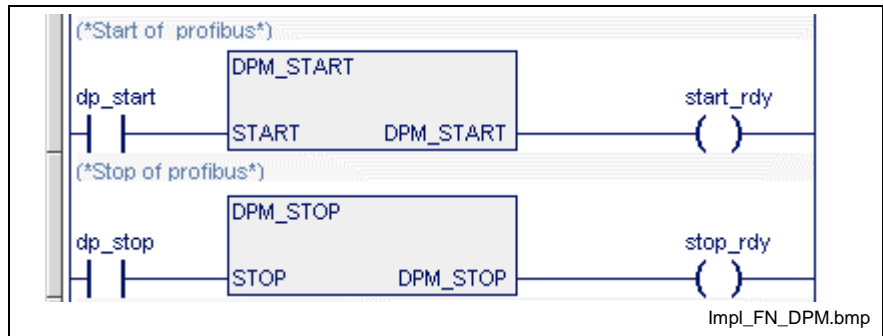 (*Start of profibus*)
DPM_START
dp_start
start_rdy
START
DPM_START
(*Stop of profibus*)
DPM_STOP
dp_stop
stop_rdy
STOP
DPM_STOP
Impl_FN_DPM.bmp